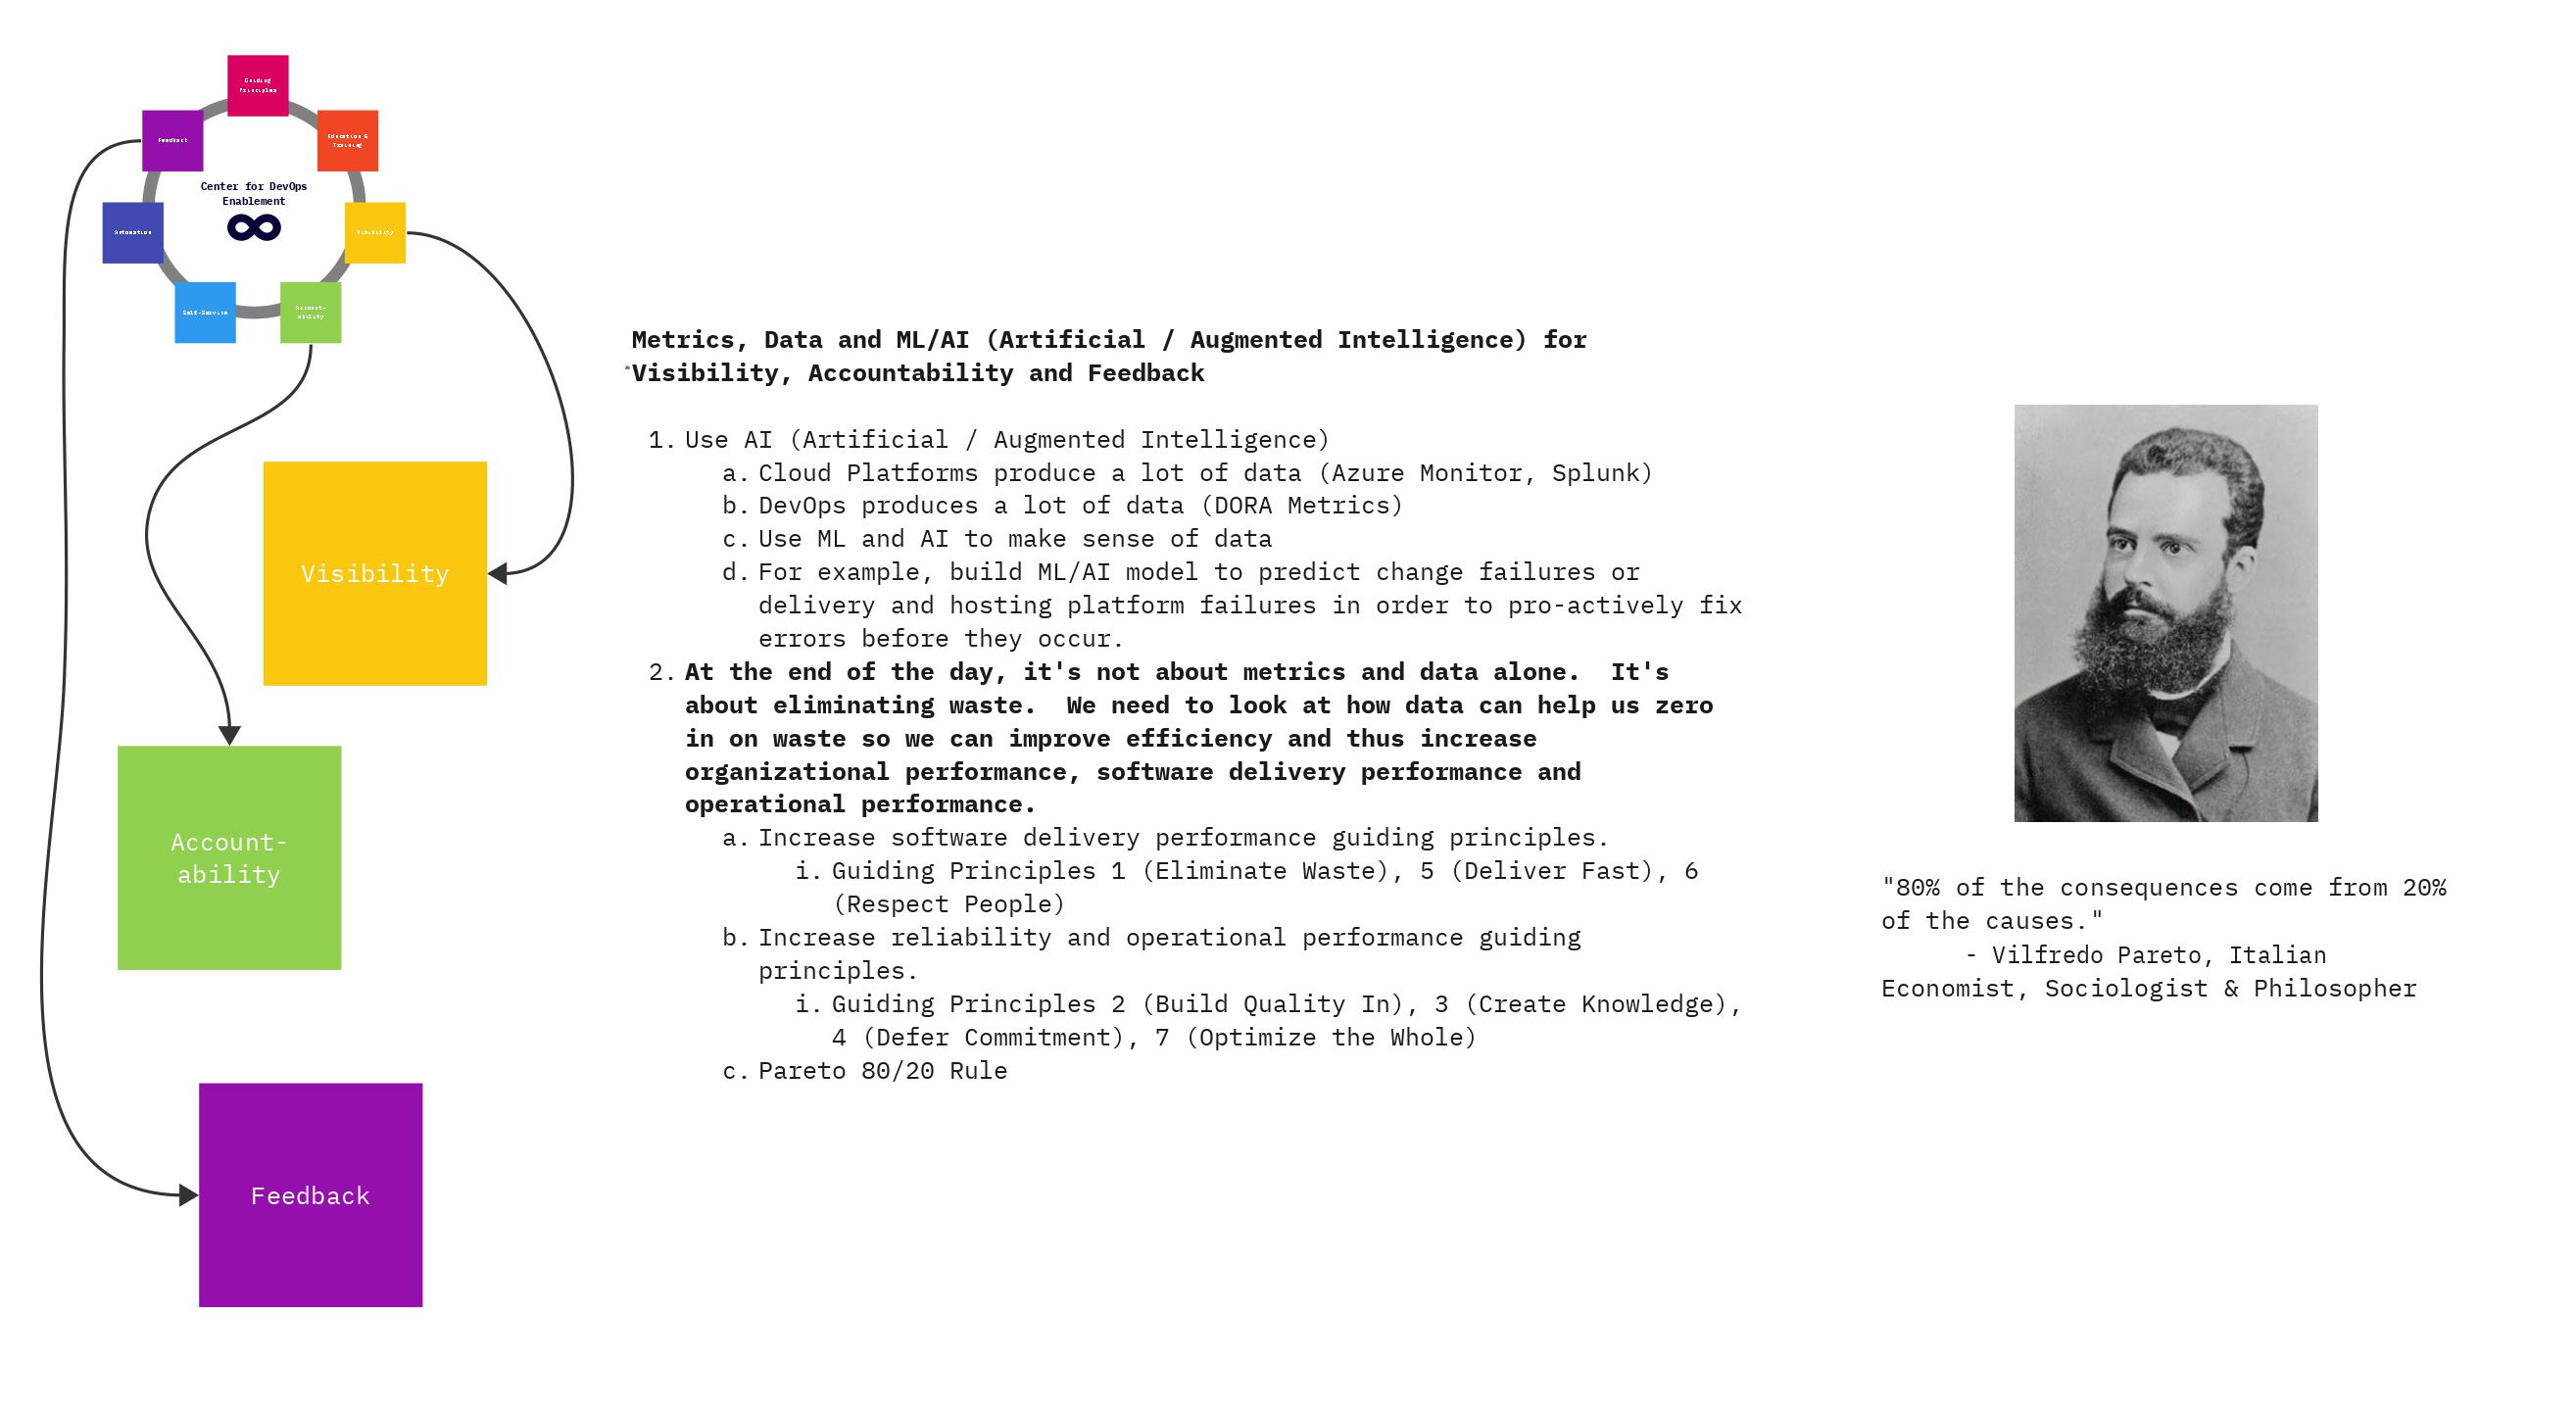 Guiding
Principles
Feedback
Education &
Training
Center for DevOps
Enablement
Automation
Visibility
Self-Service
Account-
ability
Metrics, Data and ML/AI (Artificial / Augmented Intelligence) for
Visibility, Accountability and Feedback
1. Use AI (Artificial / Augmented Intelligence)
a. Cloud Platforms produce a lot of data (Azure Monitor, Splunk)
b. DevOps produces a lot of data (DORA Metrics)
c. Use ML and AI to make sense of data
d. For example, build ML/AI model to predict change failures or
delivery and hosting platform failures in order to pro-actively fix
errors before they occur.
2. At the end of the day, it's not about metrics and data alone.  It's
about eliminating waste.  We need to look at how data can help us zero
in on waste so we can improve efficiency and thus increase
organizational performance, software delivery performance and
operational performance.
a. Increase software delivery performance guiding principles.
i. Guiding Principles 1 (Eliminate Waste), 5 (Deliver Fast), 6
(Respect People)
b. Increase reliability and operational performance guiding
principles.
i. Guiding Principles 2 (Build Quality In), 3 (Create Knowledge),
4 (Defer Commitment), 7 (Optimize the Whole)
c. Pareto 80/20 Rule
Visibility
Account-
ability
Feedback
"80% of the consequences come from 20%
of the causes."
- Vilfredo Pareto, Italian
Economist, Sociologist & Philosopher